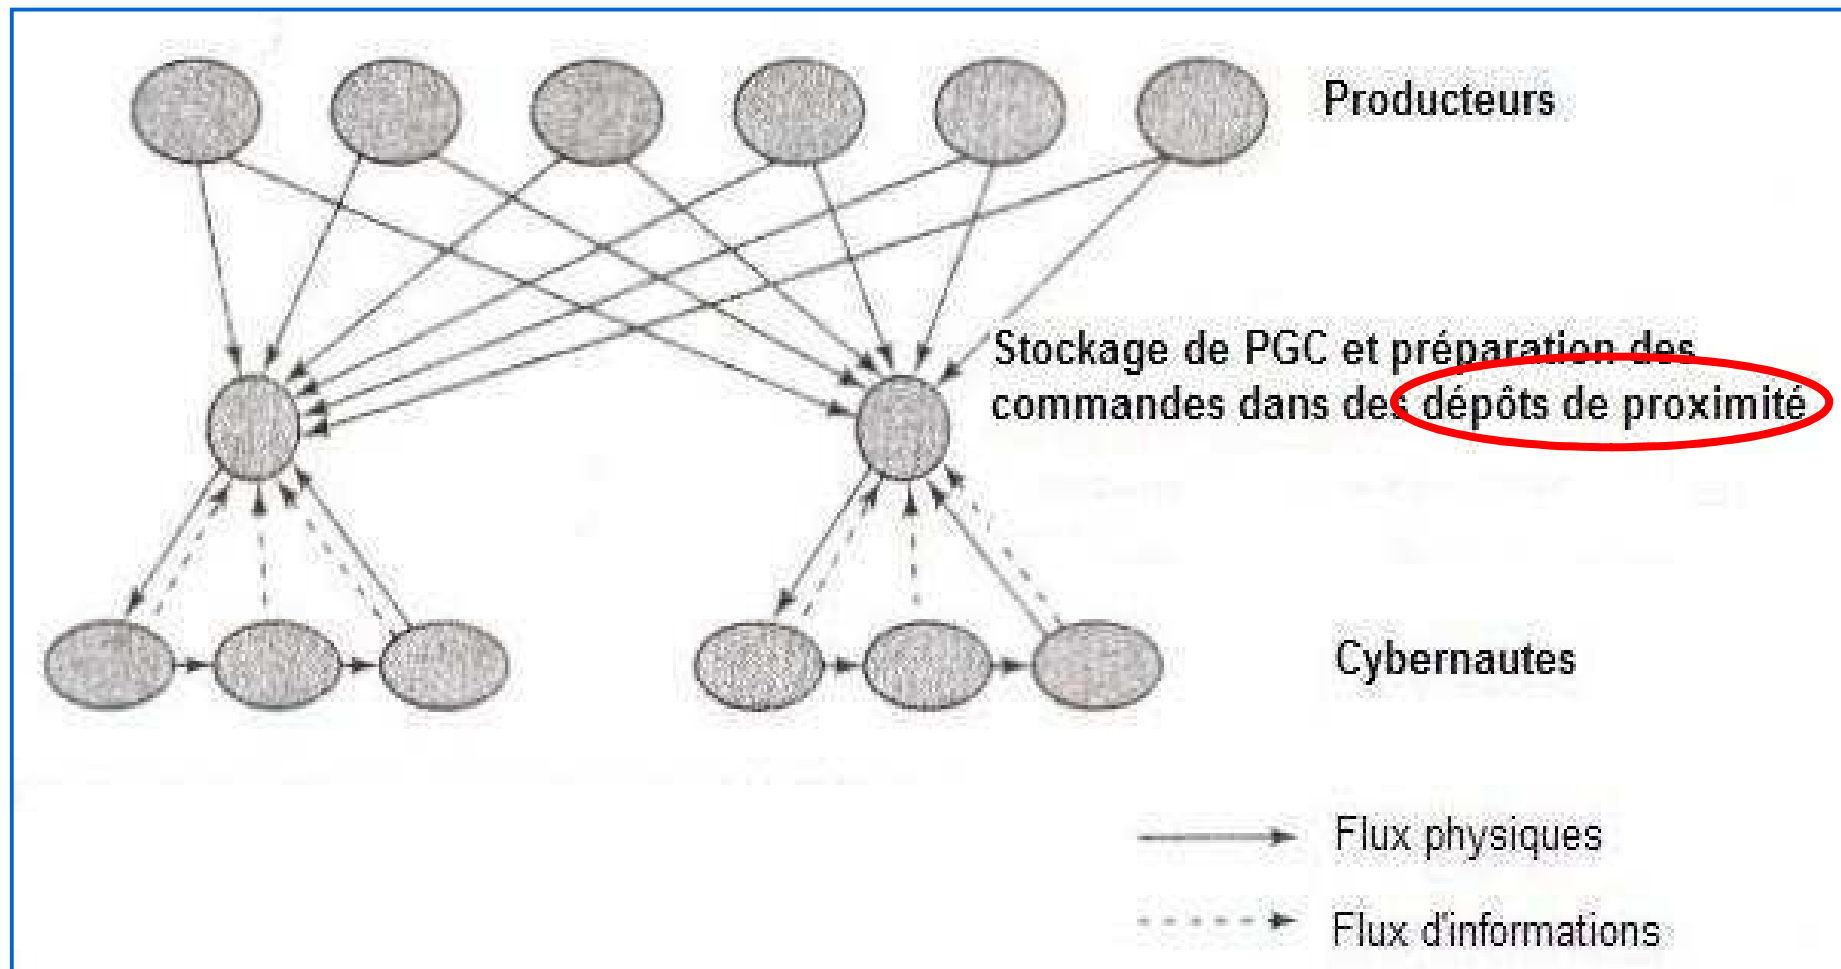 Producteurs
Stockage de PGC et préparation des
commandes dans des dépôts de proximité
Cybernautes
Flux physiques
Flux d'informations